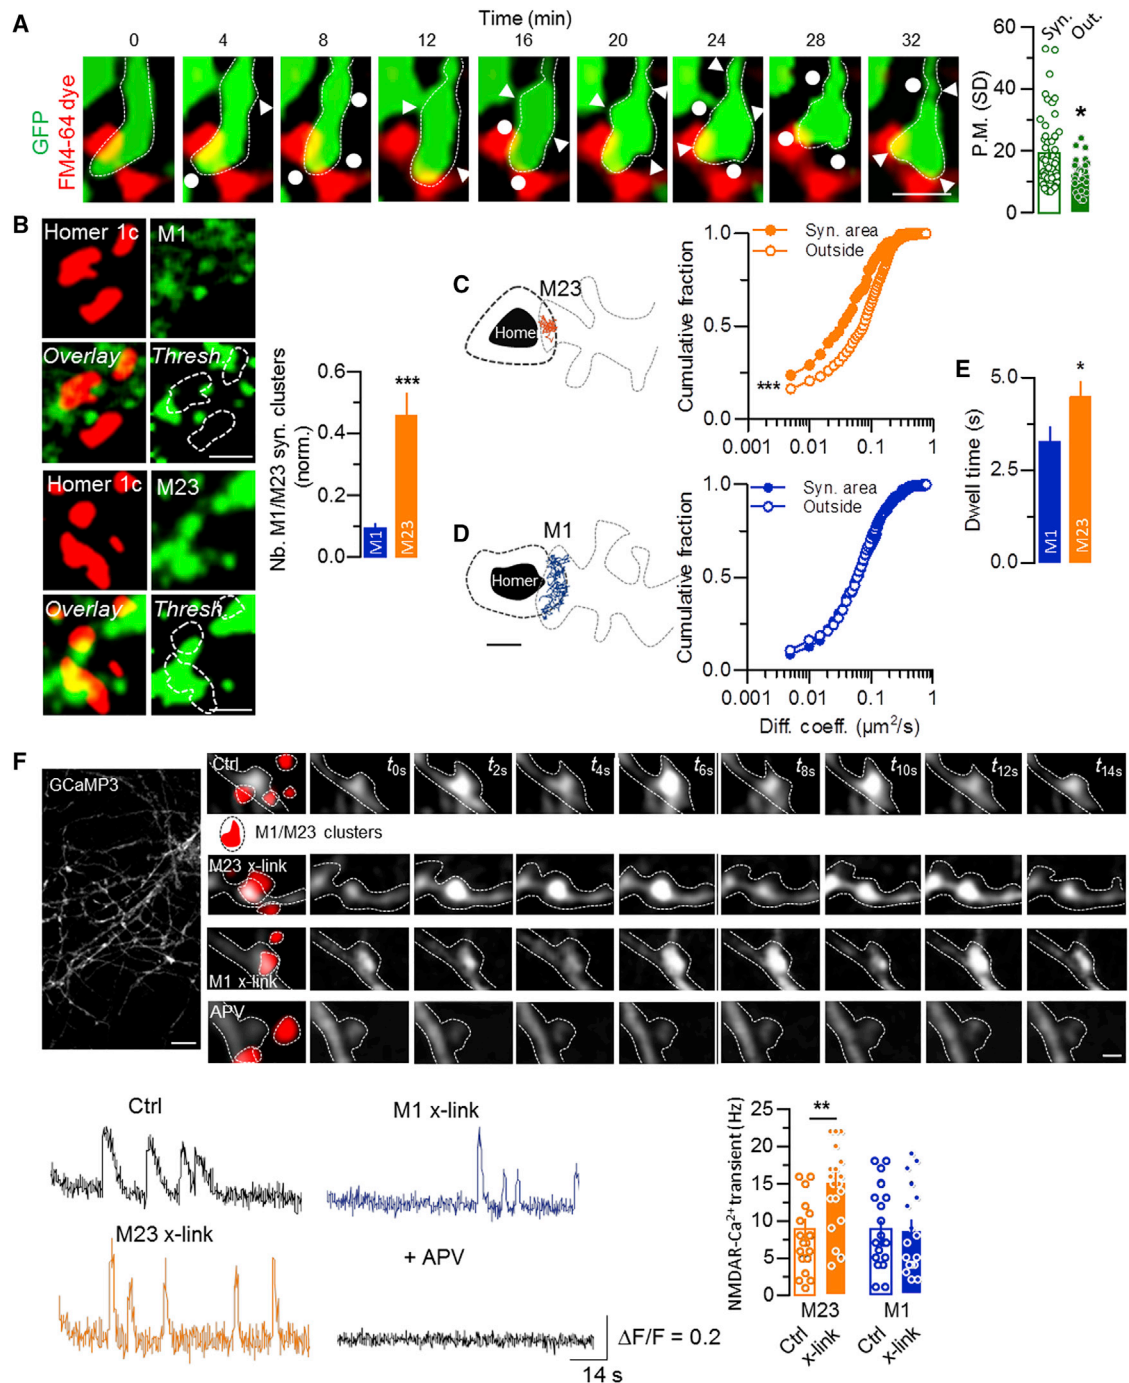 A
Time (min)
0 4 8 12 16 20 24 28 32
GFP
FM4-64 dye
Syn. Out.
P.M. (SD)
60
40
20
0
*
B
Homer 1c
M1
Overlay
Thresh.
Homer 1c
M23
Overlay
Thresh.
Nb. M1/M23 syn. clusters
(norm.)
0.6
0.4
0.2
0.0
***
M1
M23
C
M23
Homer
Cumulative fraction
1.0
0.5
0.0
Syn. area
Outside
***
0.001 0.01 0.1 1
D
M1
Homer
Cumulative fraction
1.0
0.5
0.0
Syn. area
Outside
0.001 0.01 0.1 1
Diff. coeff. (µm²/s)
E
Dwell time (s)
5.0
2.5
0.0
*
M1
M23
F
GCaMP3
Ctrl
t0s t2s t4s t6s t8s t10s t12s t14s
M1/M23 clusters
M23 x-link
M1 x-link
APV
Ctrl
M1 x-link
M23 x-link
+ APV
ΔF/F = 0.2
14 s
NMDAR-Ca²⁺transient (Hz)
25
20
15
10
5
0
**
M23 M1
Ctrl x-link Ctrl x-link